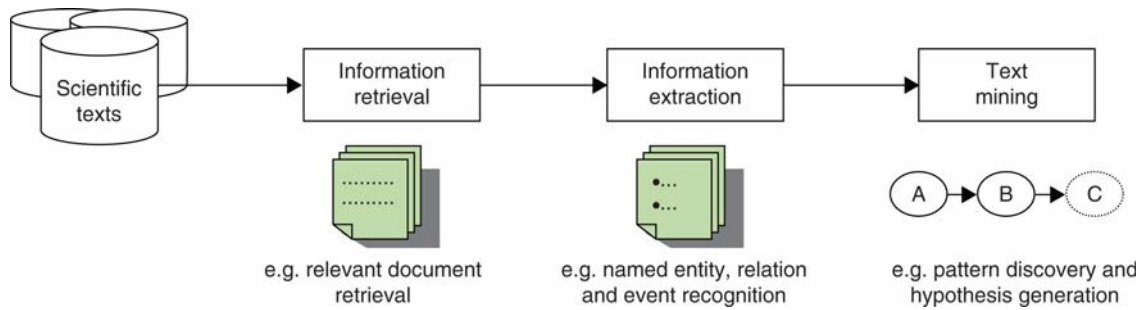 Scientific
texts
Information
retrieval
Information
extraction
Text
mining
A
B
C
e.g. relevant document
retrieval
e.g. named entity, relation
and event recognition
e.g. pattern discovery and
hypothesis generation